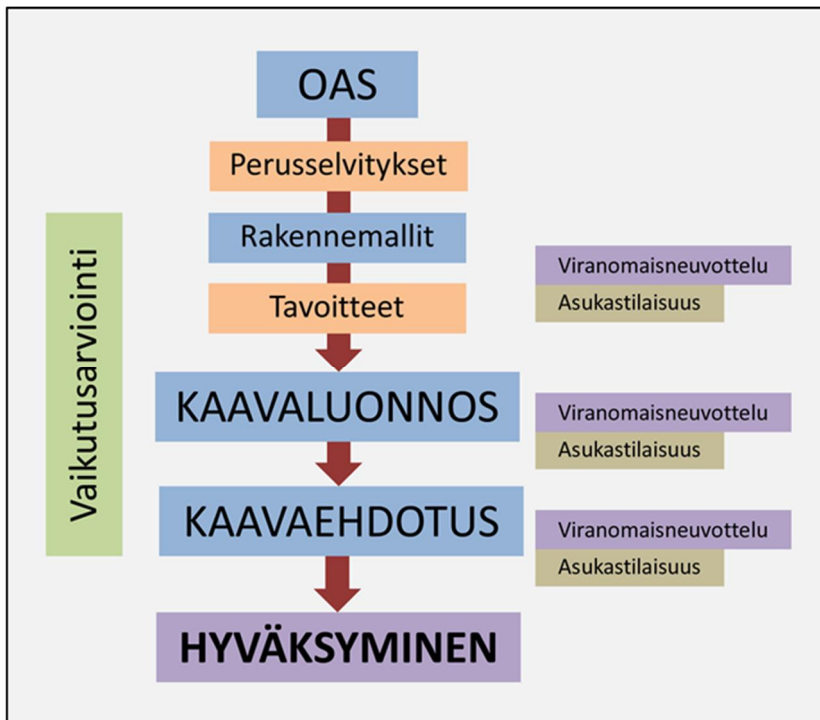 OAS
Perusselvitykset
Rakennemallit
Tavoitteet
Viranomaisneuvottelu
Asukastilaisuus
Vaikutusarviointi
KAAVALUONNOS
Viranomaisneuvottelu
Asukastilaisuus
KAAVAEHDOTUS
Viranomaisneuvottelu
Asukastilaisuus
HYVÄKSYMINEN